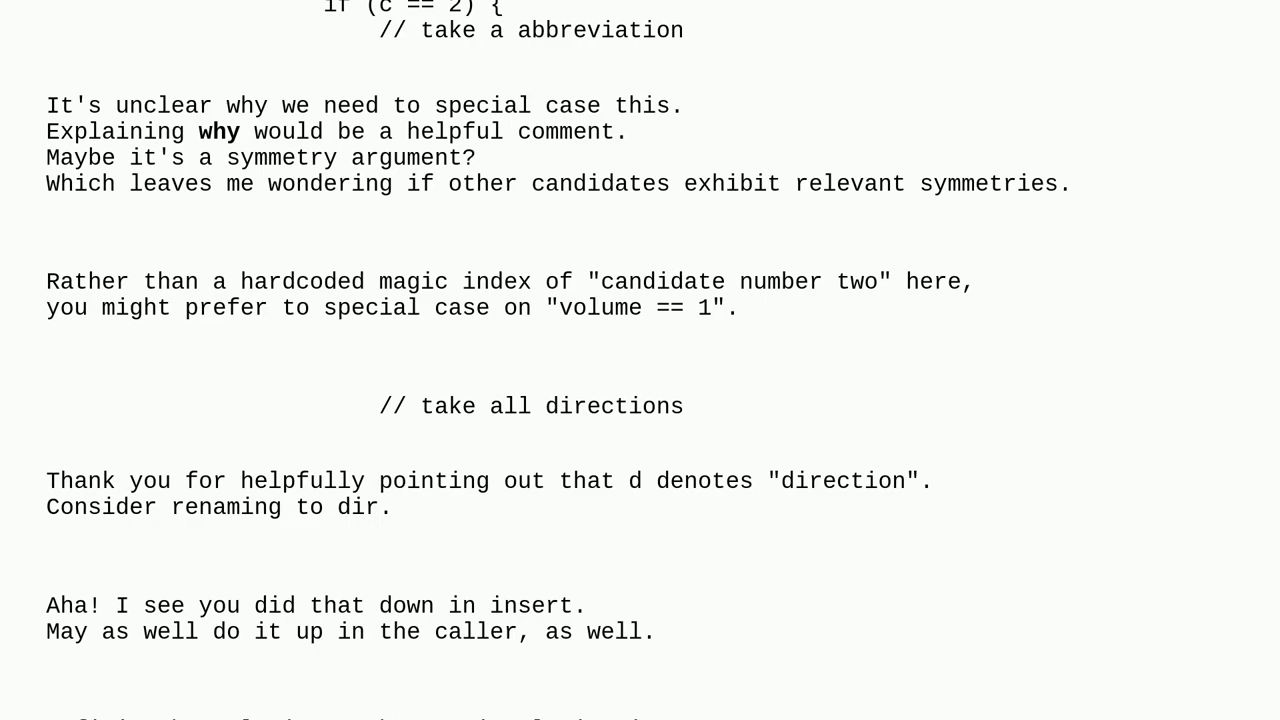 if (c == 2) {
// take a abbreviation
It's unclear why we need to special case this.
Explaining why would be a helpful comment.
Maybe it's a symmetry argument?
Which leaves me wondering if other candidates exhibit relevant symmetries.
Rather than a hardcoded magic index of "candidate number two" here,
you might prefer to special case on "volume == 1".
// take all directions
Thank you for helpfully pointing out that d denotes "direction".
Consider renaming to dir.
Aha! I see you did that down in insert.
May as well do it up in the caller, as well.